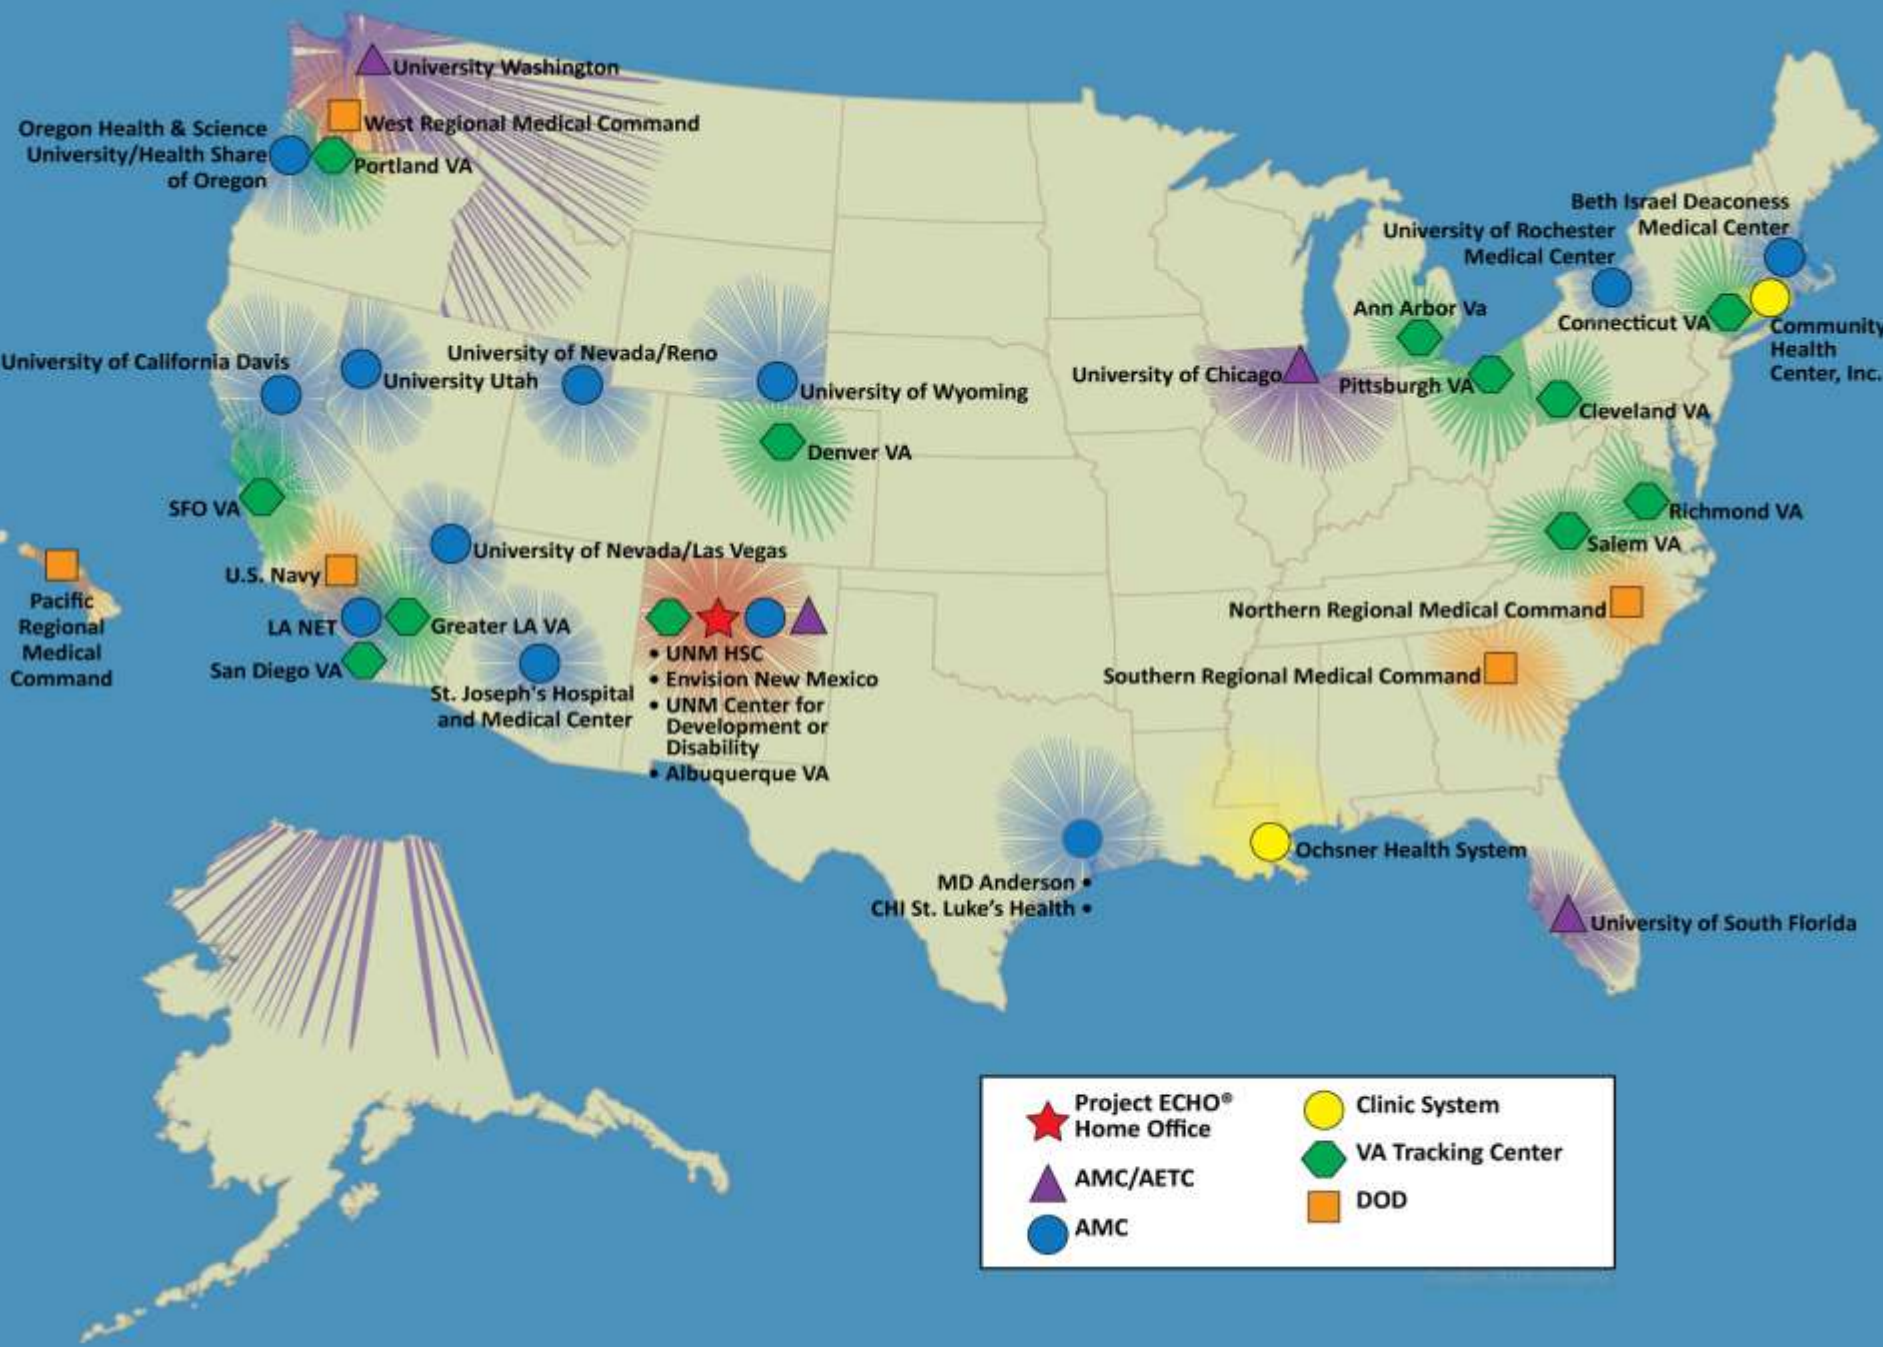 University Washington
West Regional Medical Command
Oregon Health & Science
University/Health Share
of Oregon
Portland VA
Beth Israel Deaconess
Medical Center
University of Rochester
Medical Center
Ann Arbor Va
Connecticut VA
Community
Health
Center, Inc.
University of California Davis
University of Nevada/Reno
University Utah
University of Wyoming
University of Chicago
Pittsburgh VA
Cleveland VA
Denver VA
SFO VA
Richmond VA
Salem VA
University of Nevada/Las Vegas
U.S. Navy
Pacific
Regional
Medical
Command
LA NET
Greater LA VA
San Diego VA
St. Joseph's Hospital
and Medical Center
• UNM HSC
• Envision New Mexico
• UNM Center for
Development or
Disability
• Albuquerque VA
Northern Regional Medical Command
Southern Regional Medical Command
Ochsner Health System
MD Anderson •
CHI St. Luke's Health •
University of South Florida
Project ECHO®
Home Office
AMC/AETC
AMC
Clinic System
VA Tracking Center
DOD